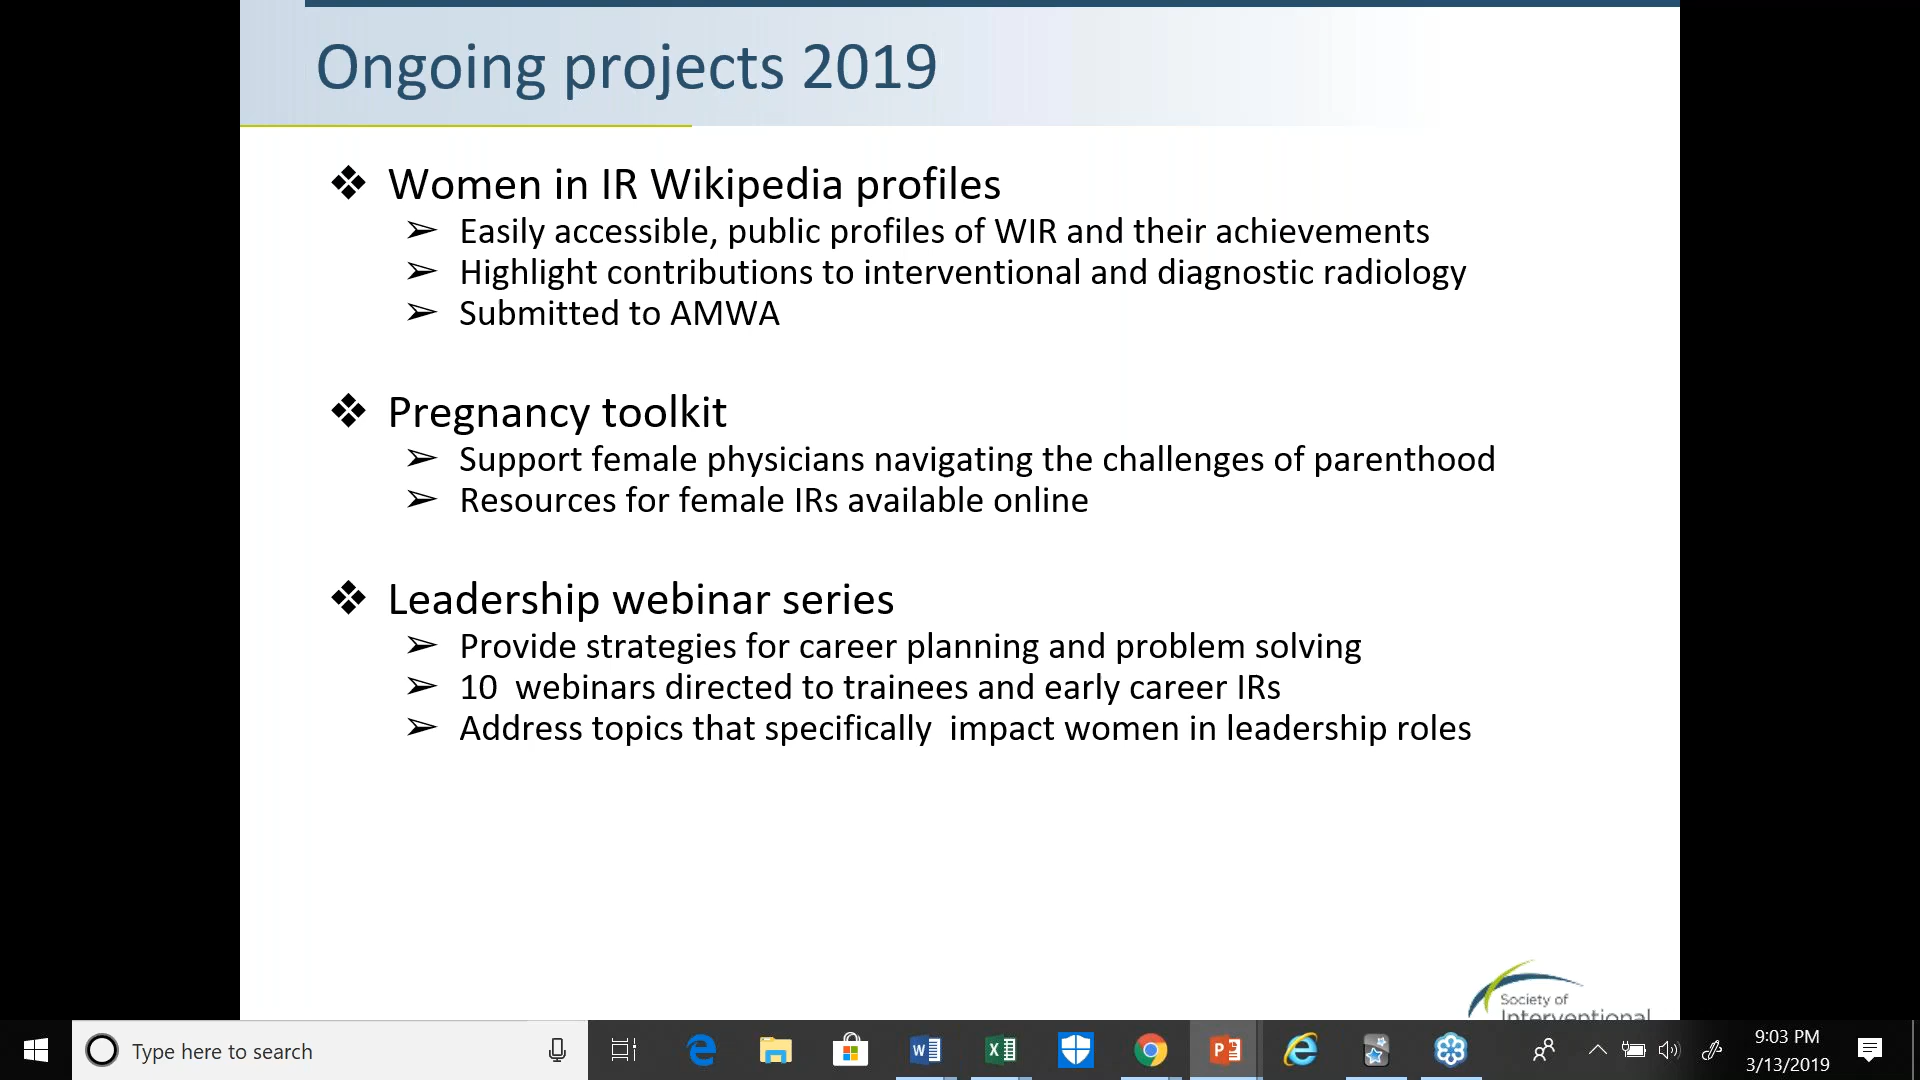 Ongoing projects 2019
Women in IR Wikipedia profiles
Easily accessible, public profiles of WIR and their achievements
Highlight contributions to interventional and diagnostic radiology
Submitted to AMWA
Pregnancy toolkit
Support female physicians navigating the challenges of parenthood
Resources for female IRs available online
Leadership webinar series
Provide strategies for career planning and problem solving
10  webinars directed to trainees and early career IRs
Address topics that specifically  impact women in leadership roles
Society of
Interventional
Type here to search
9:03 PM
3/13/2019